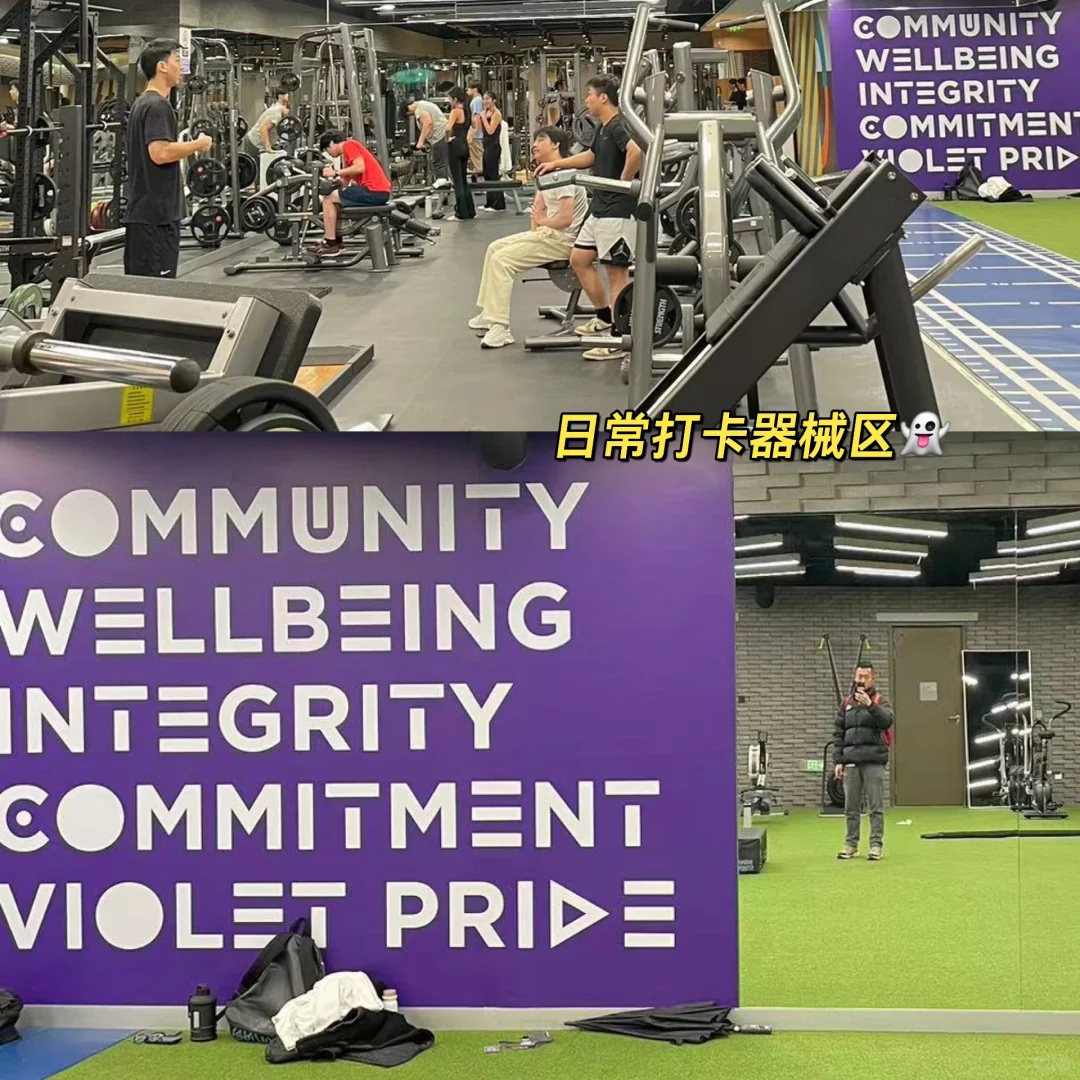 COMMUNITY
WELLBEING
INTEGRITY
COMMITMENT
VIOLET PRIDE
STRENGTH
日常打卡器械区👻
COMMUNITY
WELLBEING
INTEGRITY
COMMITMENT
VIOLET PRIDE